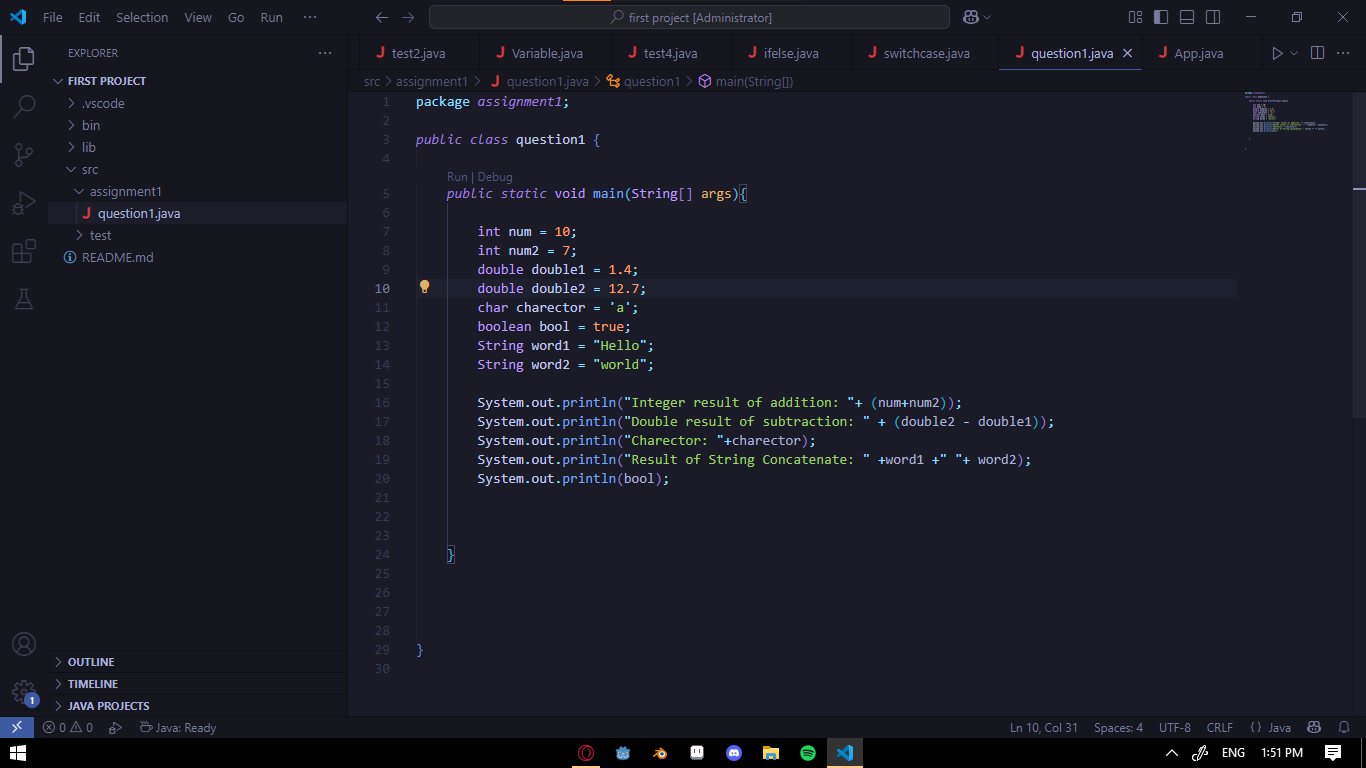 File Edit Selection View Go Run ··· first project [Administrator]
EXPLORER ···
test2.java Variable.java test4.java ifelse.java switchcase.java question1.java App.java
FIRST PROJECT
.vscode
bin
lib
src
assignment1
question1.java
test
README.md
OUTLINE
TIMELINE
JAVA PROJECTS
src > assignment1 > question1.java > question1 > main(String[])
1 package assignment1;
2
3 public class question1 {
4
Run | Debug
5 public static void main(String[] args){
6
7 int num = 10;
8 int num2 = 7;
9 double double1 = 1.4;
10 double double2 = 12.7;
11 char charector = 'a';
12 boolean bool = true;
13 String word1 = "Hello";
14 String word2 = "world";
15
16 System.out.println("Integer result of addition: "+ (num+num2));
17 System.out.println("Double result of subtraction: " + (double2 - double1));
18 System.out.println("Charector: "+charector);
19 System.out.println("Result of String Concatenate: " +word1 +" "+ word2);
20 System.out.println(bool);
21
22
23
24 }
25
26
27
28
29 }
30
1
0 0 Java: Ready Ln 10, Col 31 Spaces: 4 UTF-8 CRLF {} Java
ENG 1:51 PM